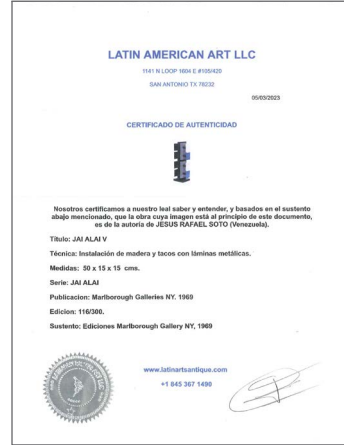 LATIN AMERICAN ART LLC
1141 N LOOP 1604 E #105/420
SAN ANTONIO TX 78232
05/03/2023
CERTIFICADO DE AUTENTICIDAD
Nosotros certificamos a nuestro leal saber y entender, y basados en el sustento
abajo mencionado, que la obra cuya imagen está al principio de este documento,
es de la autoría de JESUS RAFAEL SOTO (Venezuela).
Titulo: JAI ALAI V
Técnica: Instalación de madera y tacos con láminas metálicas.
Medidas: 50 x 15 x 15 cms.
Serie: JAI ALAI
Publicacion: Marlborough Galleries NY. 1969
Edicion: 116/300.
Sustento: Ediciones Marlborough Gallery NY, 1969
www.latinartsantique.com
+1 845 367 1490